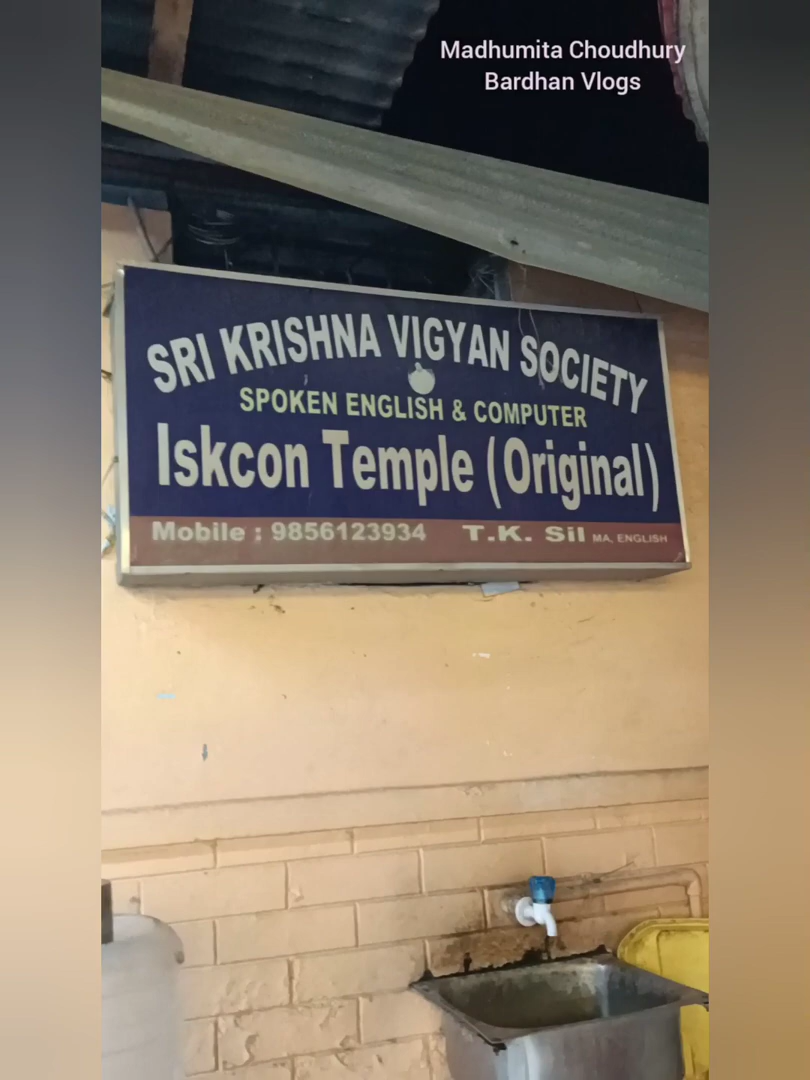 Madhumita Choudhury
Bardhan Vlogs
SRI KRISHNA VIGYAN SOCIETY
SPOKEN ENGLISH & COMPUTER
Iskcon Temple (Original)
Mobile : 9856123934 T.K. Sil MA, ENGLISH